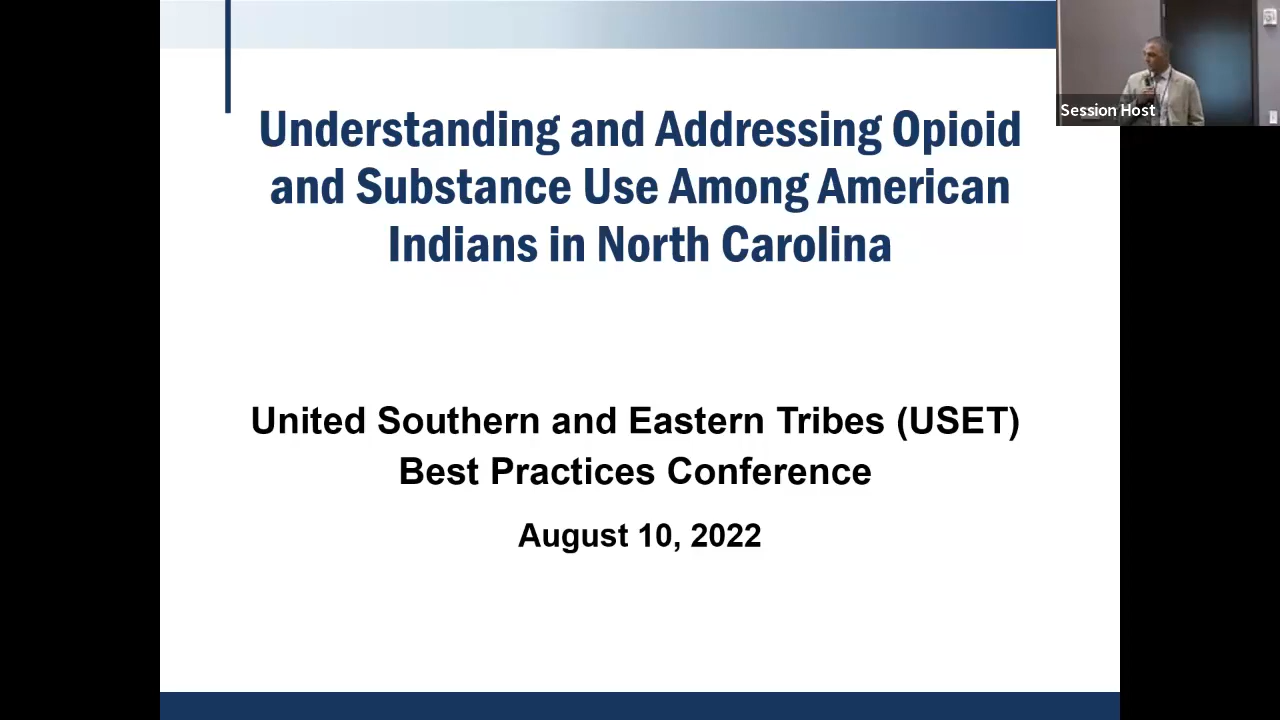 Understanding and Addressing Opioid
and Substance Use Among American
Indians in North Carolina
United Southern and Eastern Tribes (USET)
Best Practices Conference
August 10, 2022
Session Host